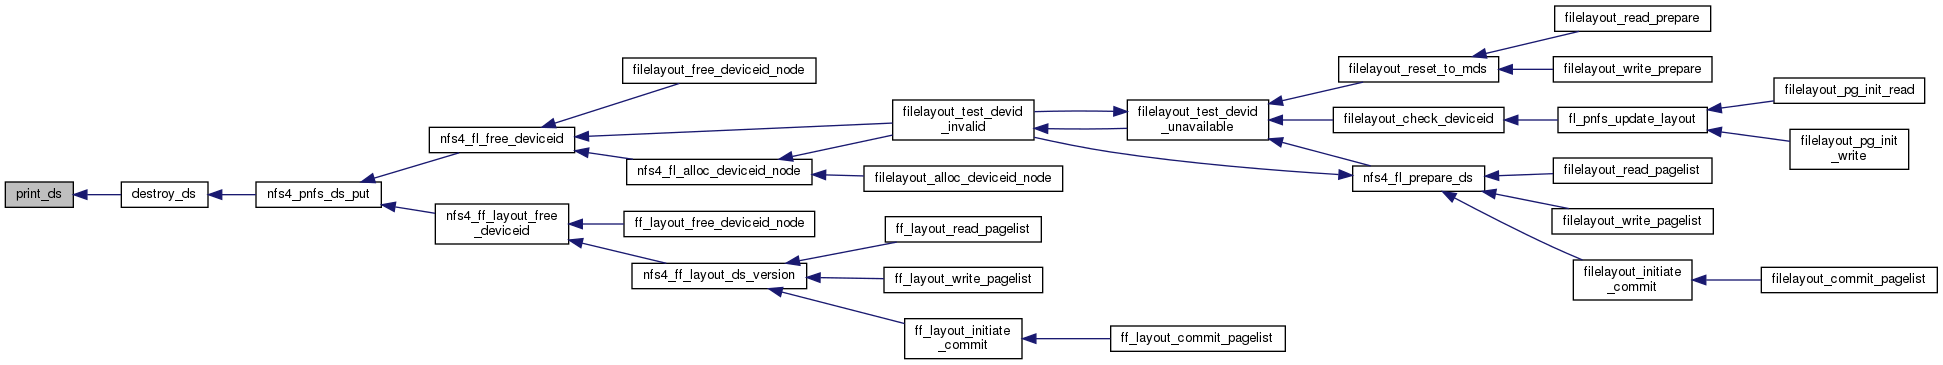 print_ds
destroy_ds
nfs4_pnfs_ds_put
nfs4_fl_free_deviceid
nfs4_ff_layout_free
_deviceid
filelayout_free_deviceid_node
nfs4_fl_alloc_deviceid_node
ff_layout_free_deviceid_node
nfs4_ff_layout_ds_version
filelayout_test_devid
_invalid
filelayout_alloc_deviceid_node
ff_layout_read_pagelist
ff_layout_write_pagelist
ff_layout_initiate
_commit
filelayout_test_devid
_unavailable
ff_layout_commit_pagelist
filelayout_reset_to_mds
filelayout_check_deviceid
nfs4_fl_prepare_ds
filelayout_read_prepare
filelayout_write_prepare
fl_pnfs_update_layout
filelayout_read_pagelist
filelayout_write_pagelist
filelayout_initiate
_commit
filelayout_pg_init_read
filelayout_pg_init
_write
filelayout_commit_pagelist